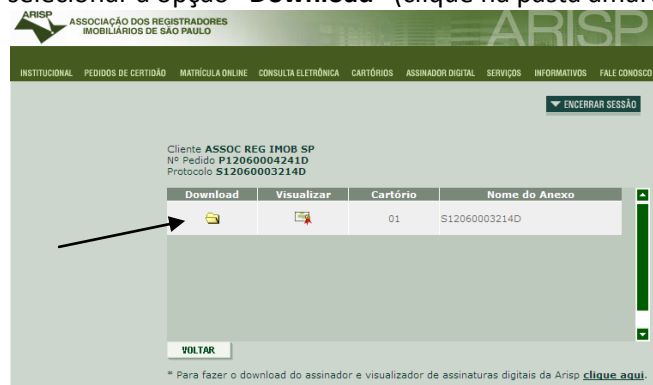 selecionar a opção "Download" (clique na pasta amar
ARISP
ASSOCIAÇÃO DOS REGISTRADORES
IMOBILIÁRIOS DE SÃO PAULO
ARISP
INSTITUCIONAL PEDIDOS DE CERTIDÃO MATRÍCULA ONLINE CONSULTA ELETRÔNICA CARTÓRIOS ASSINADOR DIGITAL SERVIÇOS INFORMATIVOS FALE CONOSCO
ENCERRAR SESSÃO
Cliente ASSOC REG IMOB SP
Nº Pedido P12060004241D
Protocolo S12060003214D
Download Visualizar Cartório Nome do Anexo
01 S12060003214D
VOLTAR
* Para fazer o download do assinador e visualizador de assinaturas digitais da Arisp clique aqui.